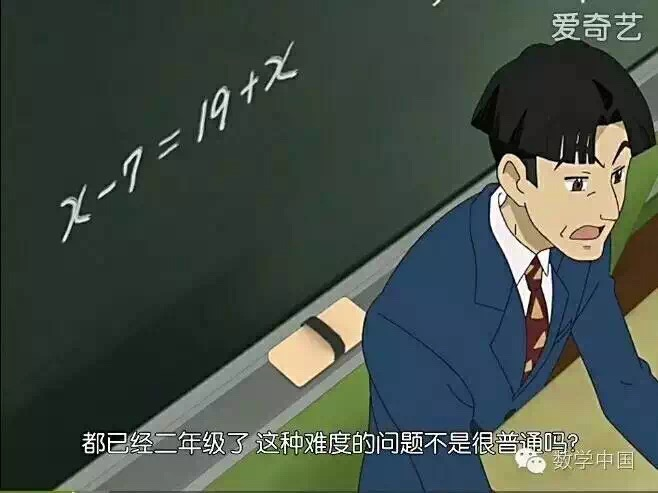 爱奇艺
x-7=19+x
都已经二年级了 这种难度的问题不是很普通吗?
数学中国